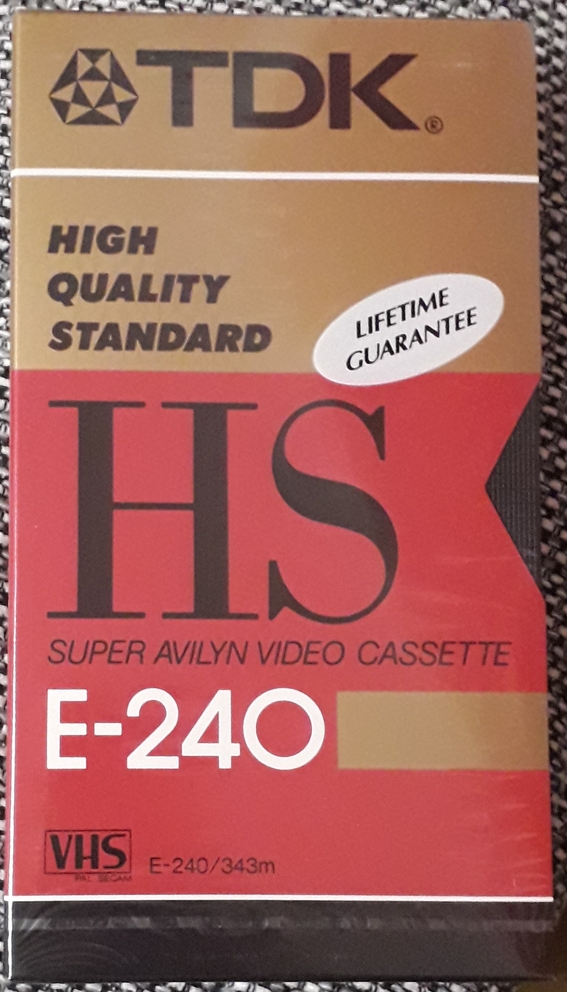 TDK®
HIGH
QUALITY
STANDARD
LIFETIME
GUARANTEE
HS
SUPER AVILYN VIDEO CASSETTE
E-240
VHS
PAL SECAM
E-240/343m